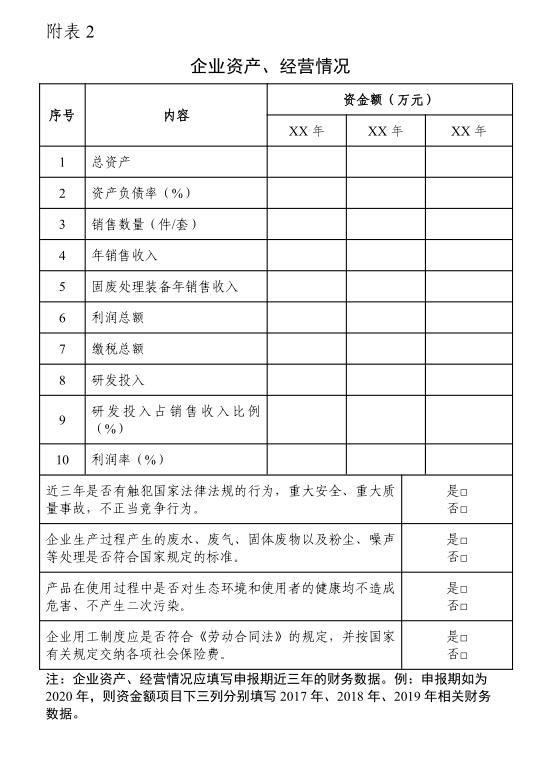 附表 2
企业资产、经营情况
序号
内容
资金额（万元）
XX 年
XX 年
XX 年
1
总资产
2
资产负债率（%）
3
销售数量（件/套）
4
年销售收入
5
固废处理装备年销售收入
6
利润总额
7
缴税总额
8
研发投入
9
研发投入占销售收入比例
（%）
10
利润率（%）
近三年是否有触犯国家法律法规的行为，重大安全、重大质
量事故，不正当竞争行为。
是□
否□
企业生产过程产生的废水、废气、固体废物以及粉尘、噪声
等处理是否符合国家规定的标准。
是□
否□
产品在使用过程中是否对生态环境和使用者的健康均不造成
危害、不产生二次污染。
是□
否□
企业用工制度应是否符合《劳动合同法》的规定，并按国家
有关规定交纳各项社会保险费。
是□
否□
注：企业资产、经营情况应填写申报期近三年的财务数据。例：申报期如为
2020 年，则资金额项目下三列分别填写 2017 年、2018 年、2019 年相关财务
数据。